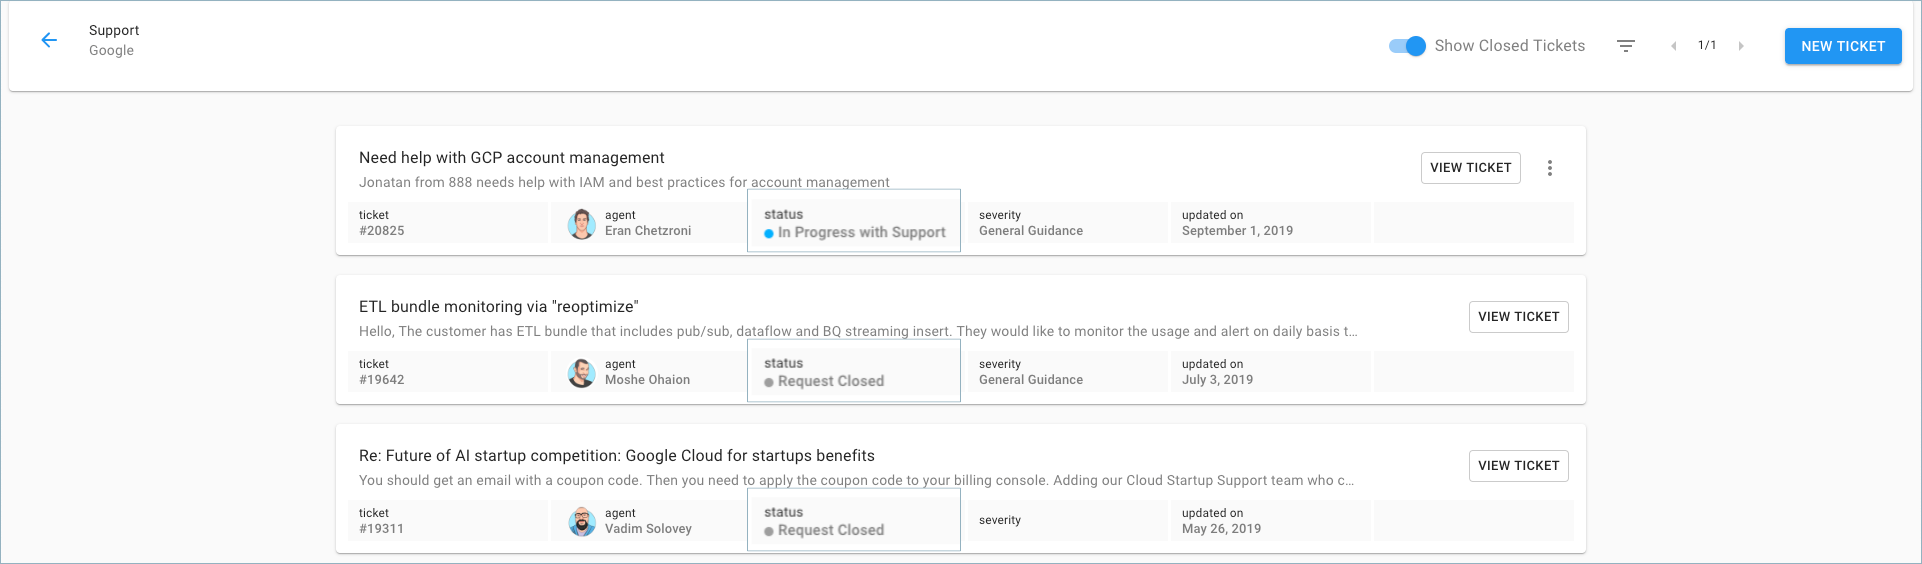 Support
Google
Show Closed Tickets
1/1
NEW TICKET
Need help with GCP account management
Jonatan from 888 needs help with IAM and best practices for account management
VIEW TICKET
ticket
#20825
agent
Eran Chetzroni
status
In Progress with Support
severity
General Guidance
updated on
September 1, 2019
ETL bundle monitoring via "reoptimize"
Hello, The customer has ETL bundle that includes pub/sub, dataflow and BQ streaming insert. They would like to monitor the usage and alert on daily basis t...
VIEW TICKET
ticket
#19642
agent
Moshe Ohaion
status
Request Closed
severity
General Guidance
updated on
July 3, 2019
Re: Future of AI startup competition: Google Cloud for startups benefits
You should get an email with a coupon code. Then you need to apply the coupon code to your billing console. Adding our Cloud Startup Support team who c...
VIEW TICKET
ticket
#19311
agent
Vadim Solovey
status
Request Closed
severity
updated on
May 26, 2019